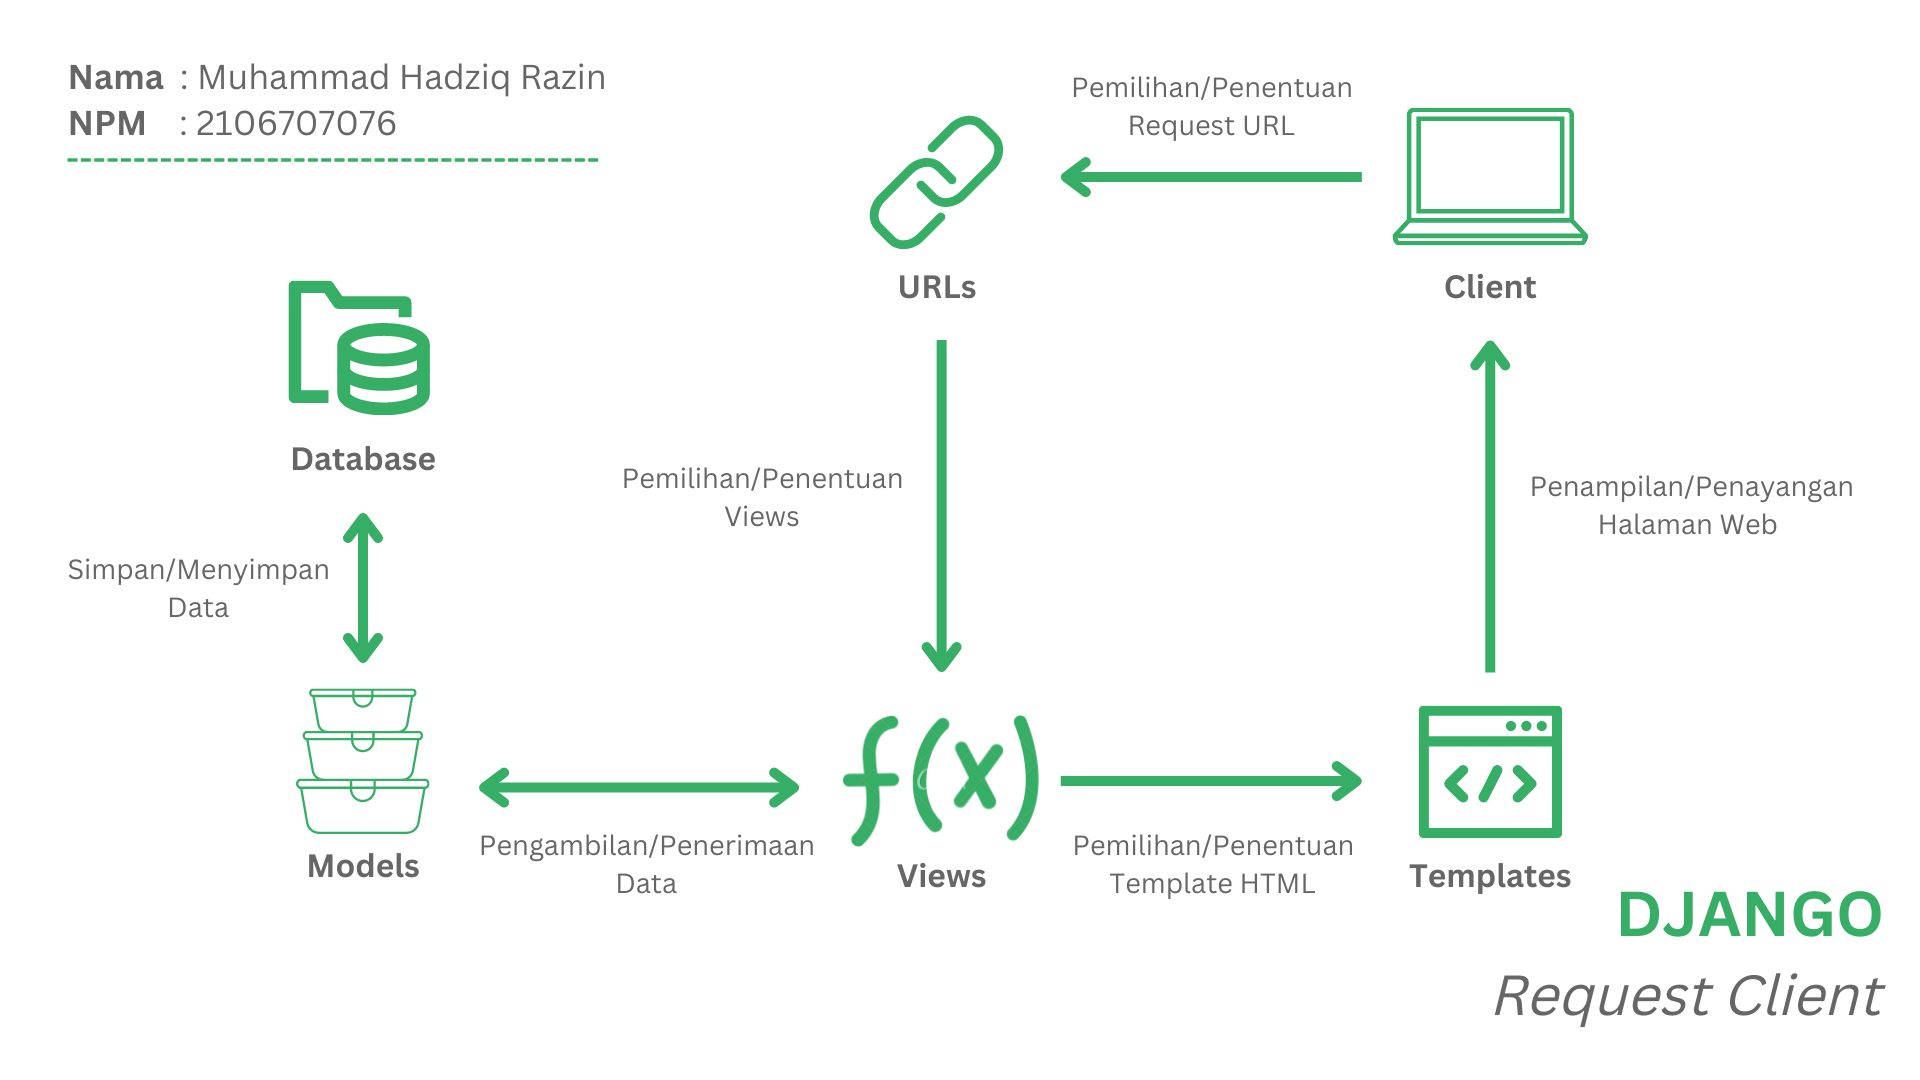 Nama : Muhammad Hadziq Razin
NPM : 2106707076
Pemilihan/Penentuan
Request URL
URLs
Client
Database
Pemilihan/Penentuan
Views
Penampilan/Penayangan
Halaman Web
Simpan/Menyimpan
Data
f(x)
</>
Models
Pengambilan/Penerimaan
Data
Views
Pemilihan/Penentuan
Template HTML
Templates
DJANGO
Request Client